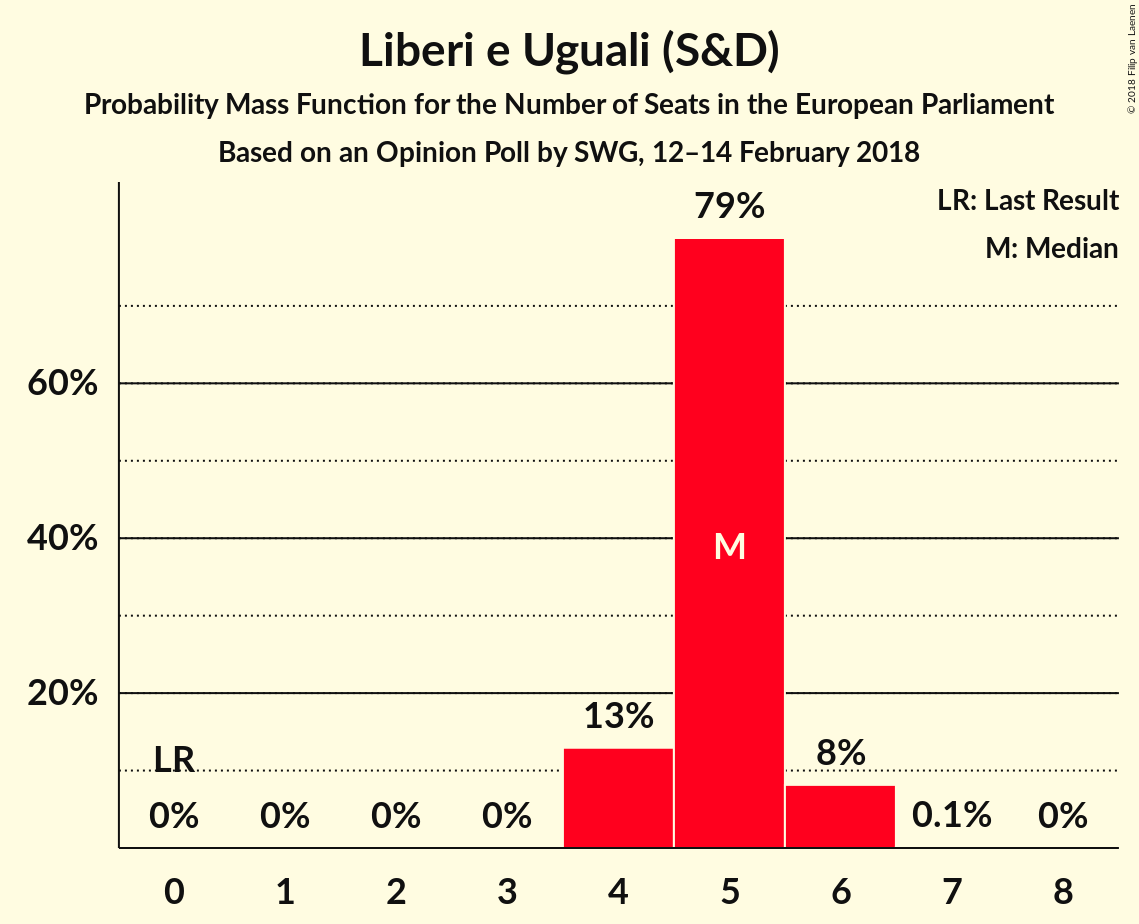 Liberi e Uguali (S&D)
Probability Mass Function for the Number of Seats in the European Parliament
Based on an Opinion Poll by SWG, 12–14 February 2018
© 2018 Filip van Laenen
LR: Last Result
M: Median
79%
60%
40%
M
20%
13%
LR
8%
0% 0% 0% 0% 0.1% 0%
0 1 2 3 4 5 6 7 8